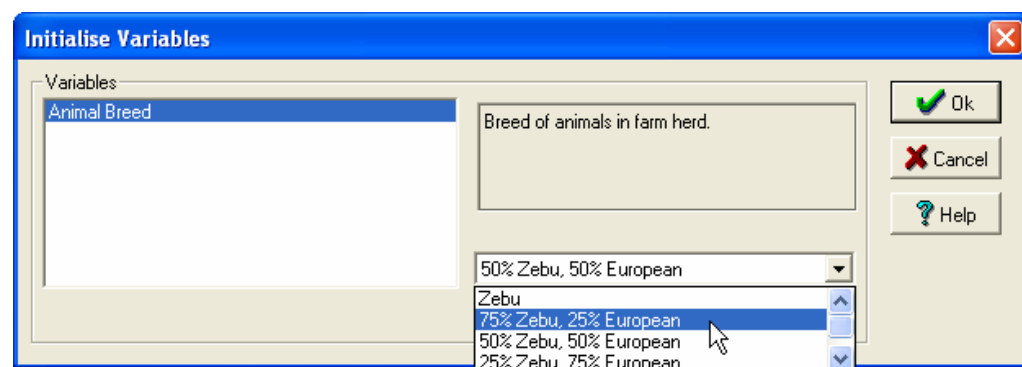 Initialise Variables
Variables
Animal Breed
Breed of animals in farm herd.
50% Zebu, 50% European
Zebu
75% Zebu, 25% European
50% Zebu, 50% European
25% Zebu, 75% European
Ok
Cancel
Help